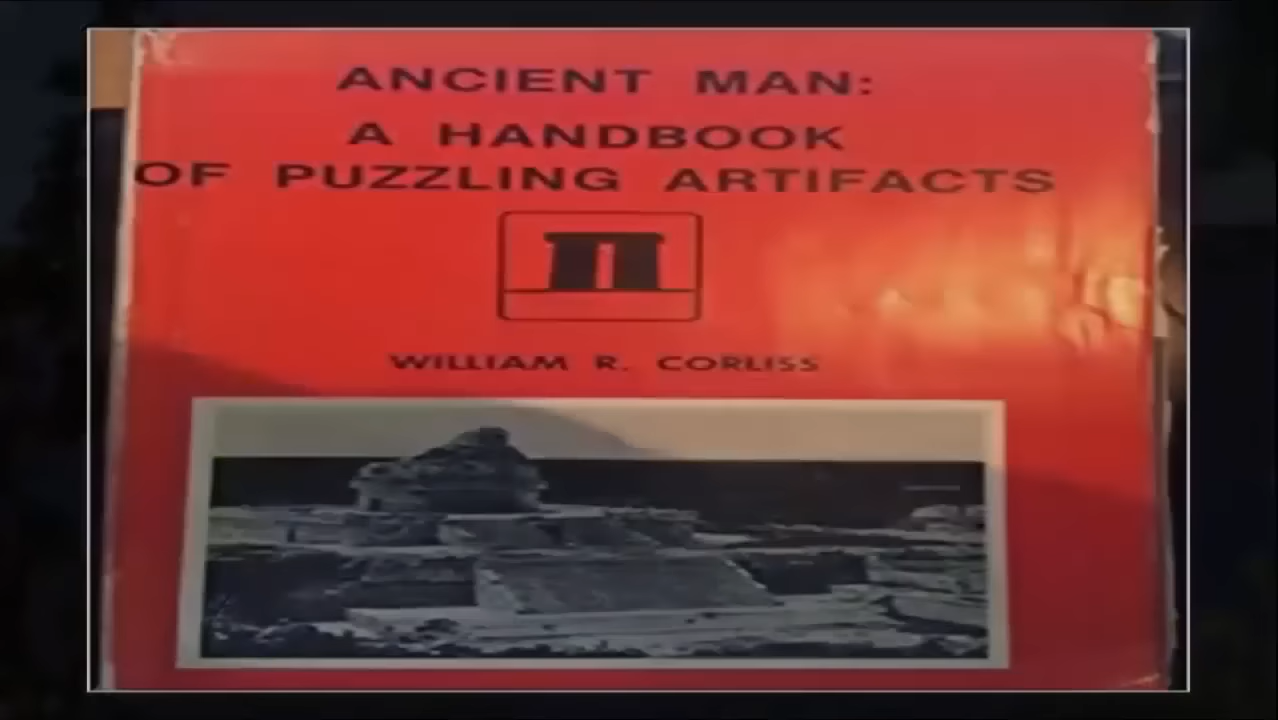 ANCIENT MAN:
A HANDBOOK
OF PUZZLING ARTIFACTS
WILLIAM R. CORLISS